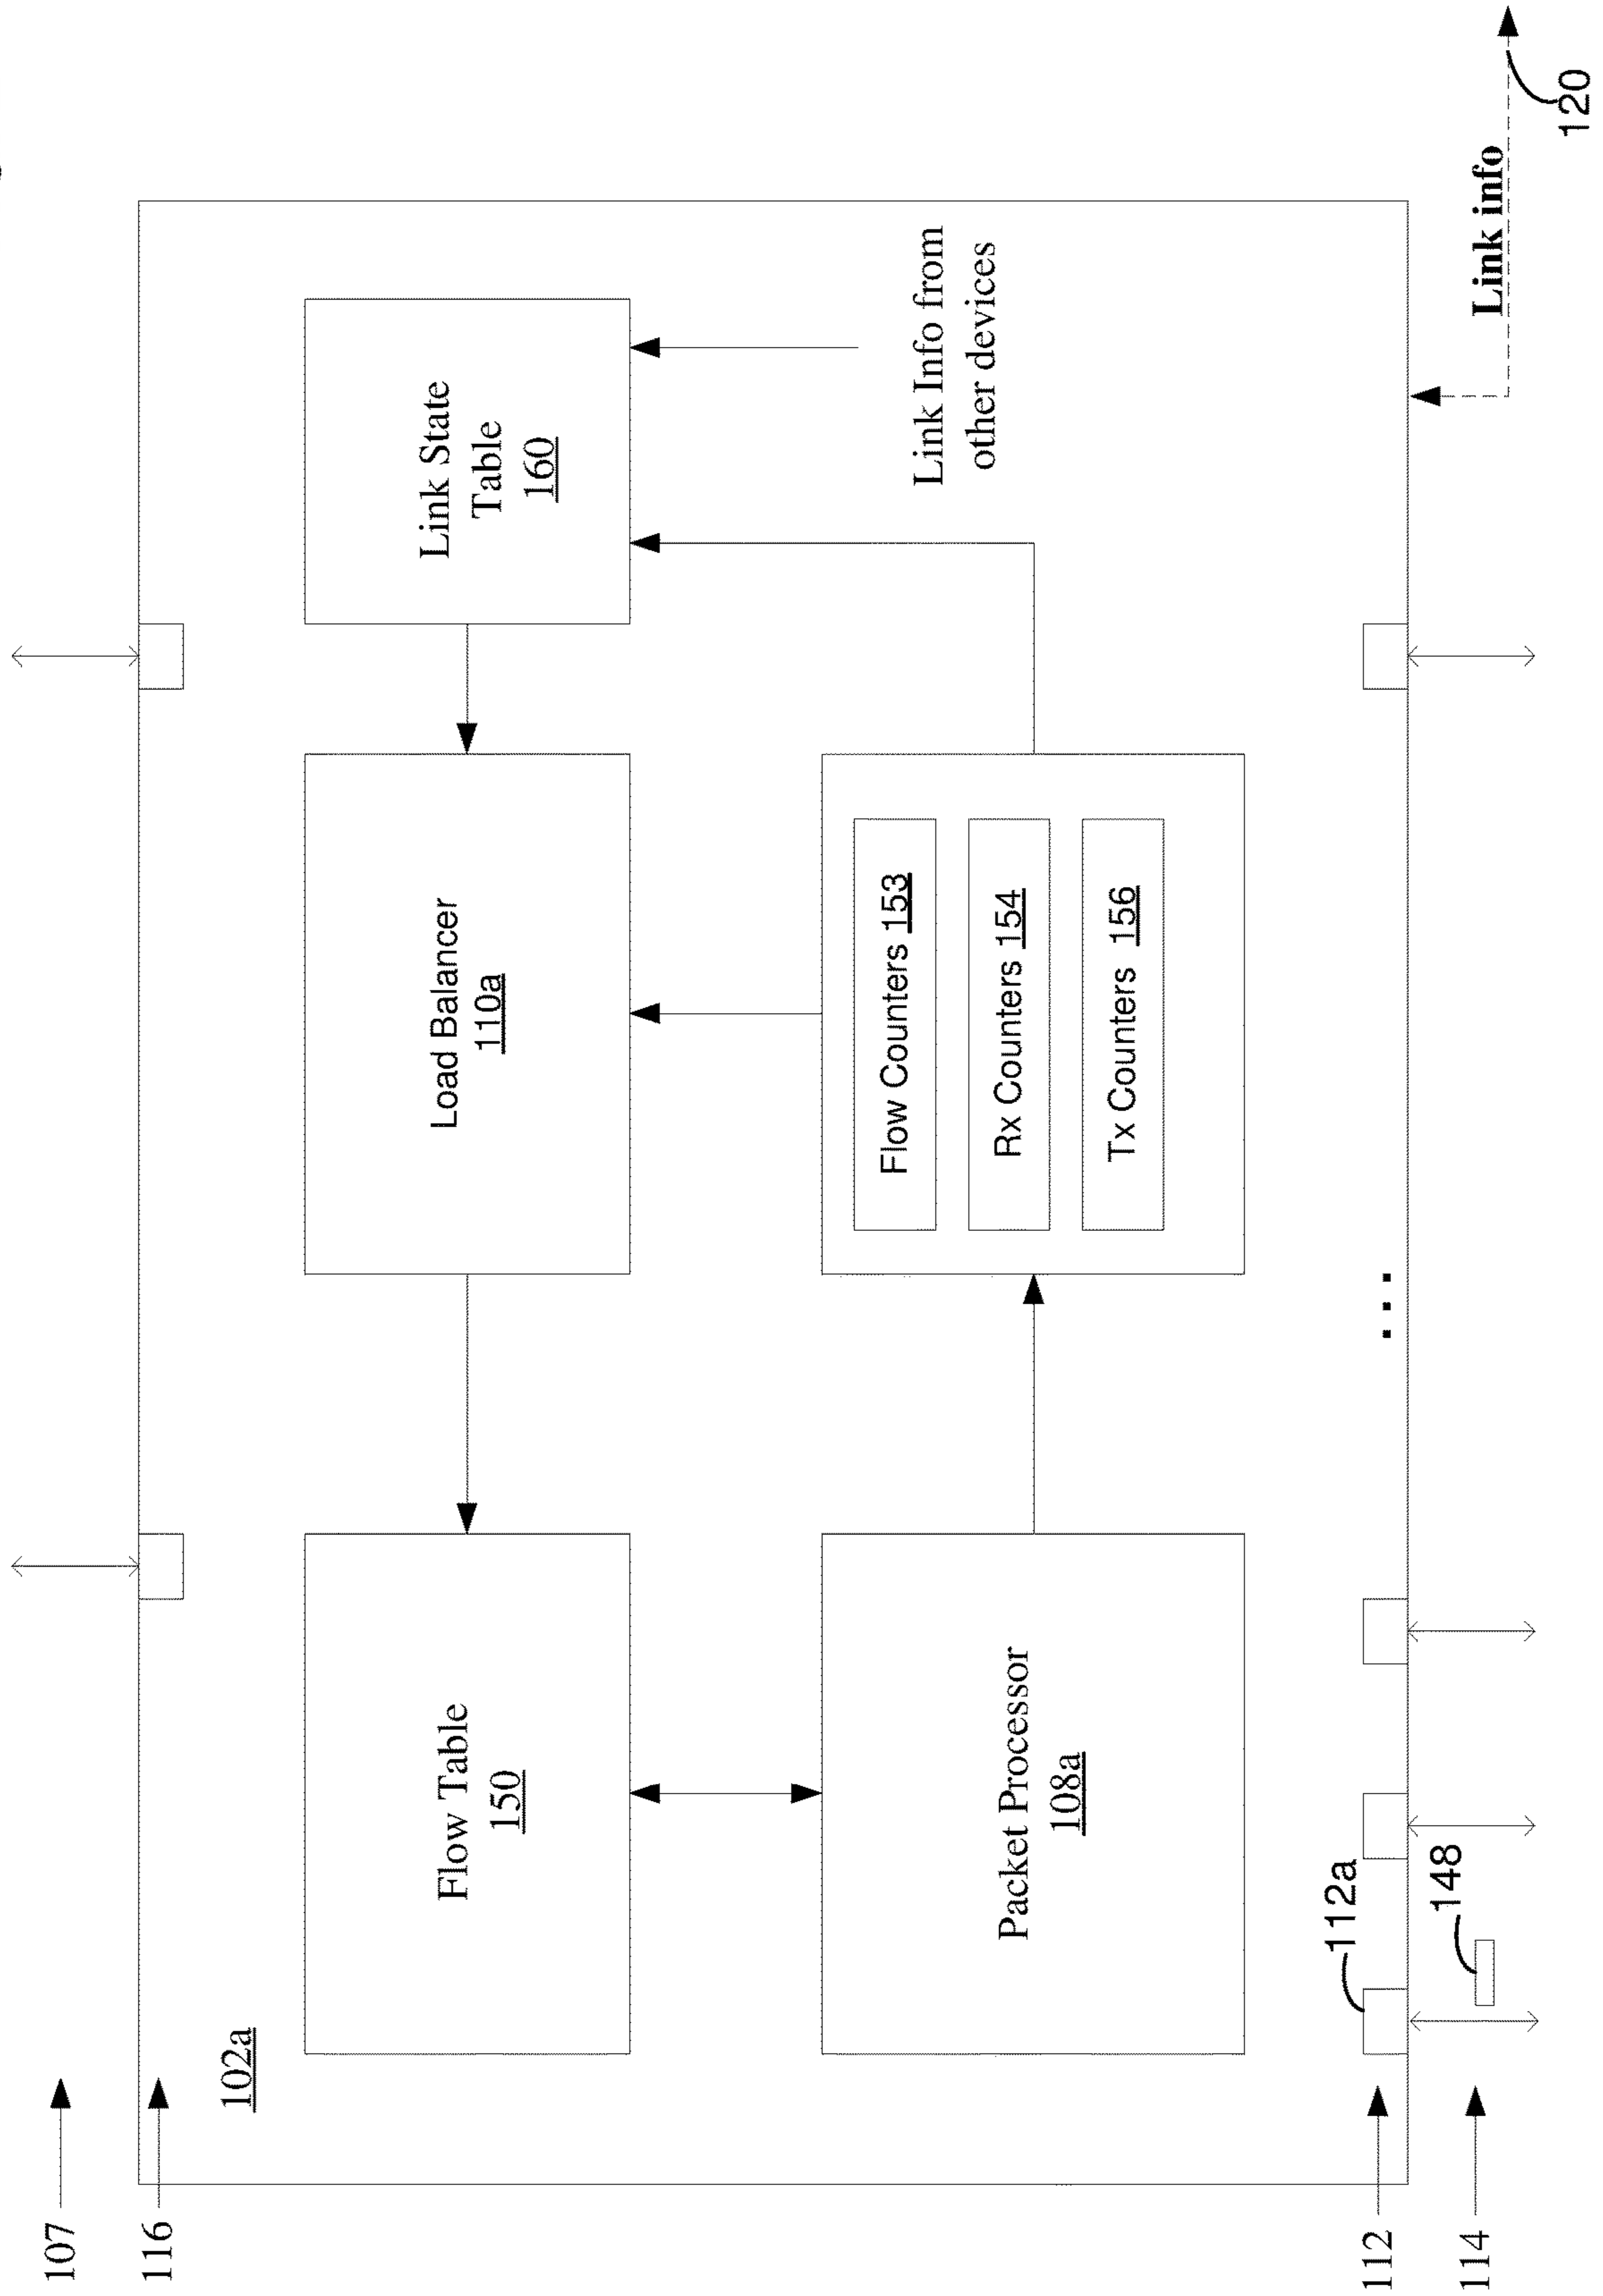 107
116
102a
Flow Table
150
Load Balancer
110a
Link State
Table
160
Packet Processor
108a
Flow Counters 153
Rx Counters 154
Tx Counters 156
Link Info from
other devices
112
112a
...
114
148
Link info
120